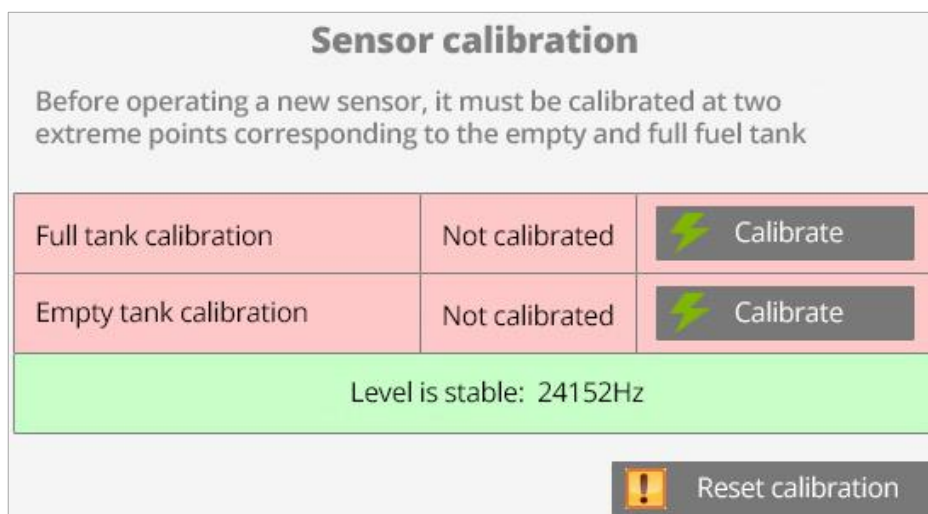 Sensor calibration
Before operating a new sensor, it must be calibrated at two
extreme points corresponding to the empty and full fuel tank
Full tank calibration Not calibrated Calibrate
Empty tank calibration Not calibrated Calibrate
Level is stable: 24152Hz
Reset calibration